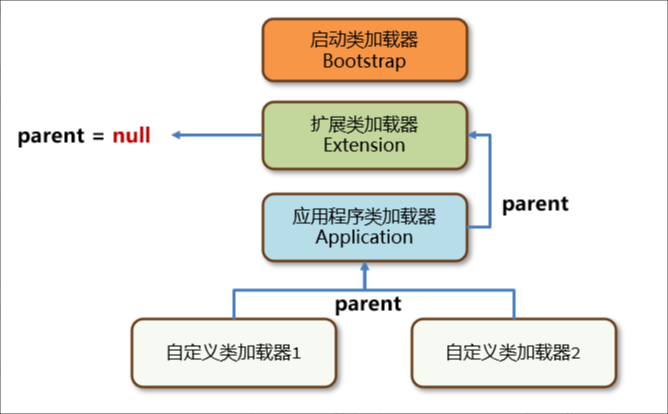 启动类加载器
Bootstrap
扩展类加载器
Extension
parent = null
parent
应用程序类加载器
Application
parent
自定义类加载器1
自定义类加载器2